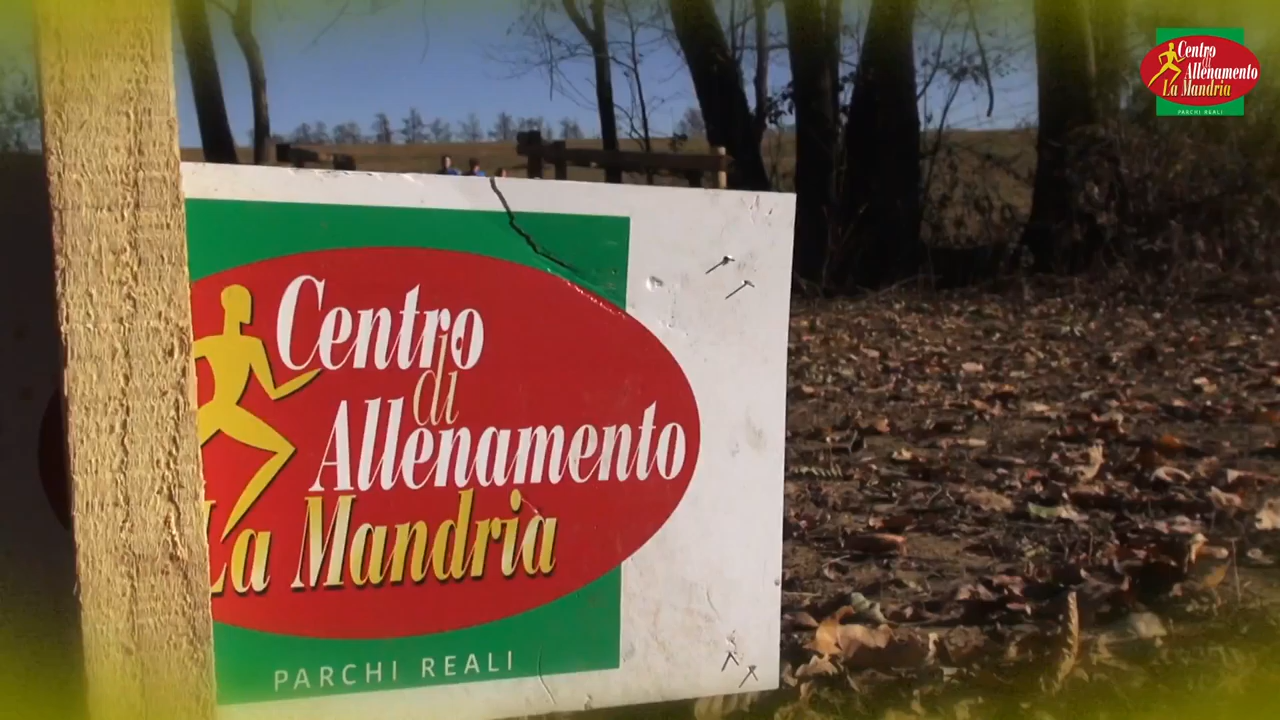 Centro
di
Allenamento
La Mandria
PARCHI REALI
Centro
di
Allenamento
La Mandria
PARCHI REALI